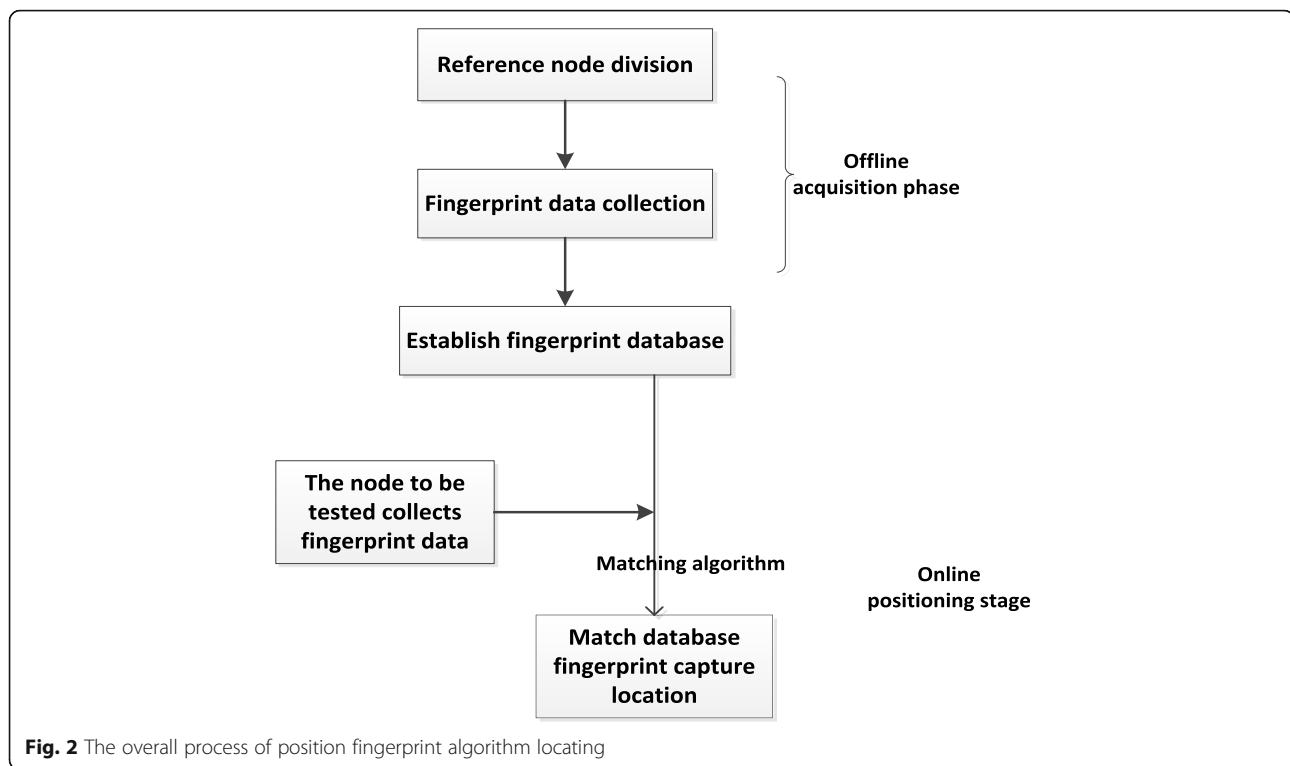 Reference node division
Offline
acquisition phase
Fingerprint data collection
Establish fingerprint database
The node to be
tested collects
fingerprint data
Matching algorithm
Online
positioning stage
Match database
fingerprint capture
location
Fig. 2 The overall process of position fingerprint algorithm locating